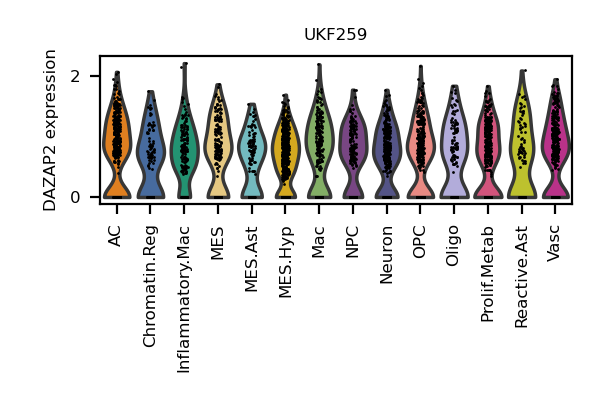 UKF259
DAZAP2 expression
2
0
AC
Chromatin.Reg
Inflammatory.Mac
MES
MES.Ast
MES.Hyp
Mac
NPC
Neuron
OPC
Oligo
Prolif.Metab
Reactive.Ast
Vasc